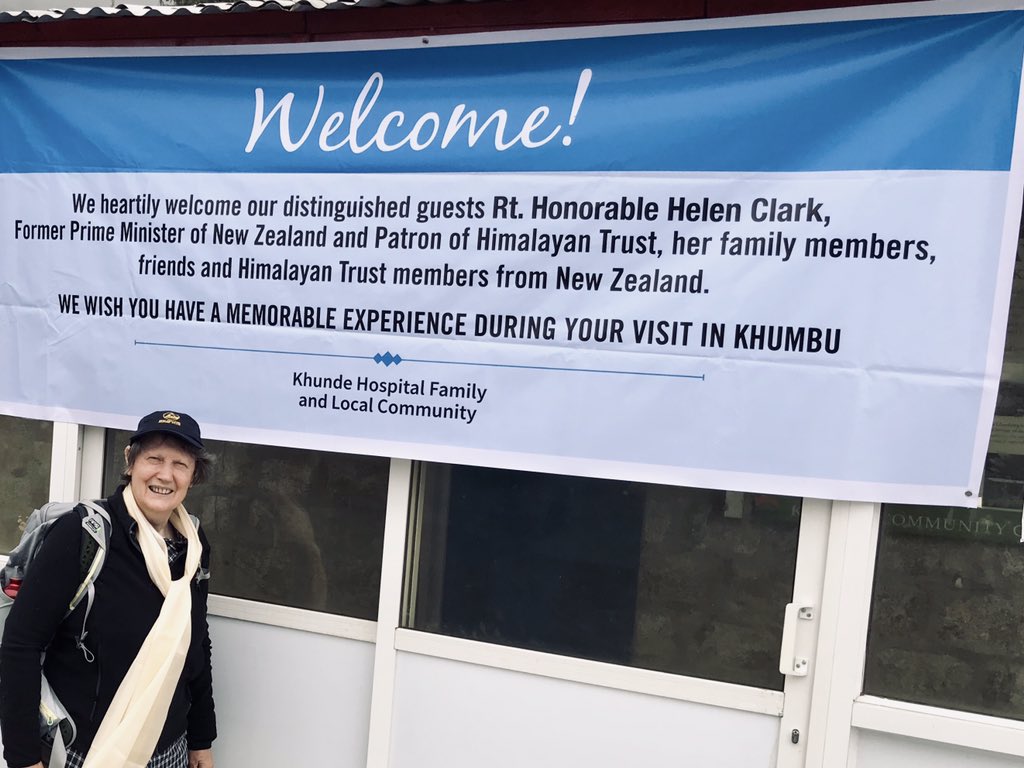 Welcome!
We heartily welcome our distinguished guests Rt. Honorable Helen Clark,
Former Prime Minister of New Zealand and Patron of Himalayan Trust, her family members,
friends and Himalayan Trust members from New Zealand.
WE WISH YOU HAVE A MEMORABLE EXPERIENCE DURING YOUR VISIT IN KHUMBU
Khunde Hospital Family
and Local Community
COMMUNITY